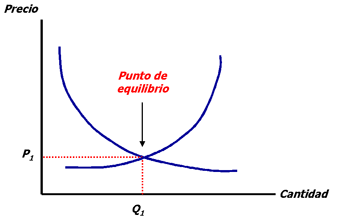 Precio
Punto de
equilibrio
P1
Cantidad
Q1